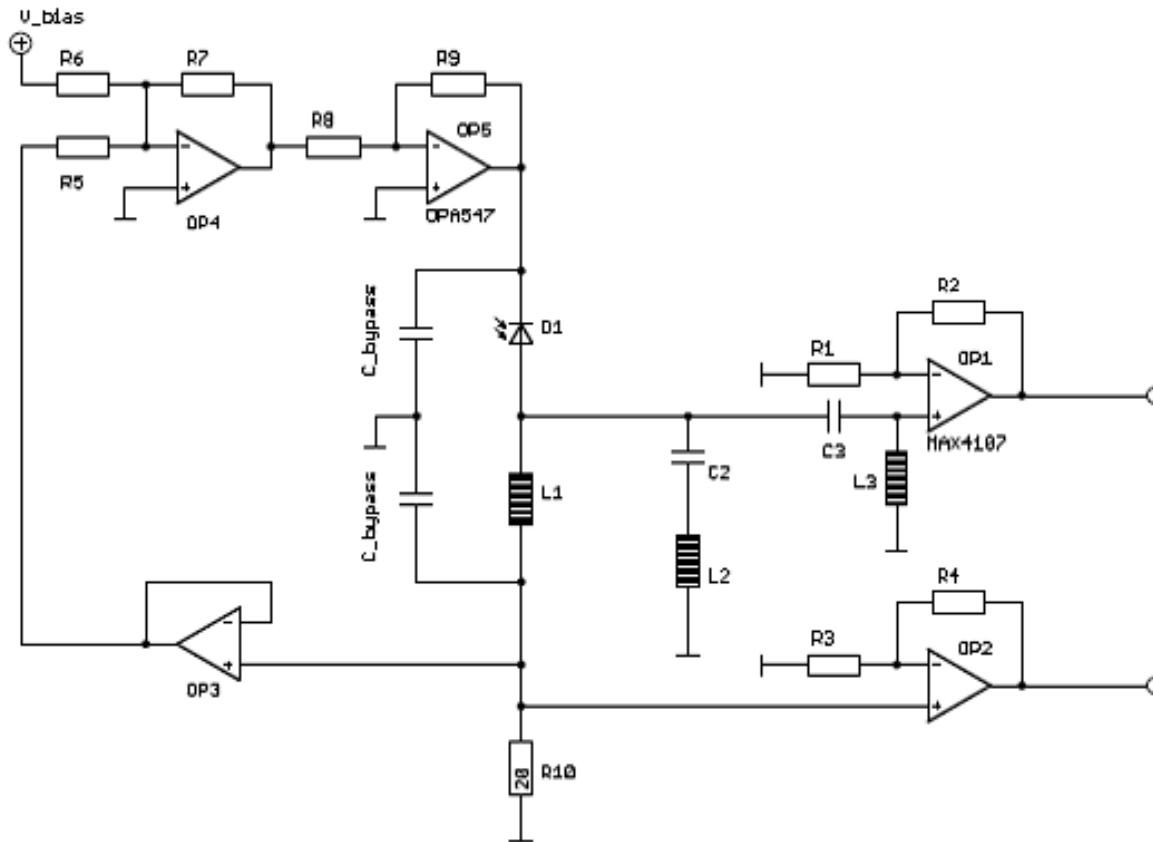 V_bias
R6
R7
R9
R8
OP5
R5
OP4
OPA547
C_bypass
D1
R2
R1
OP1
MAX4107
C3
C2
L3
C_bypass
L1
L2
R4
R3
OP2
OP3
20
R10